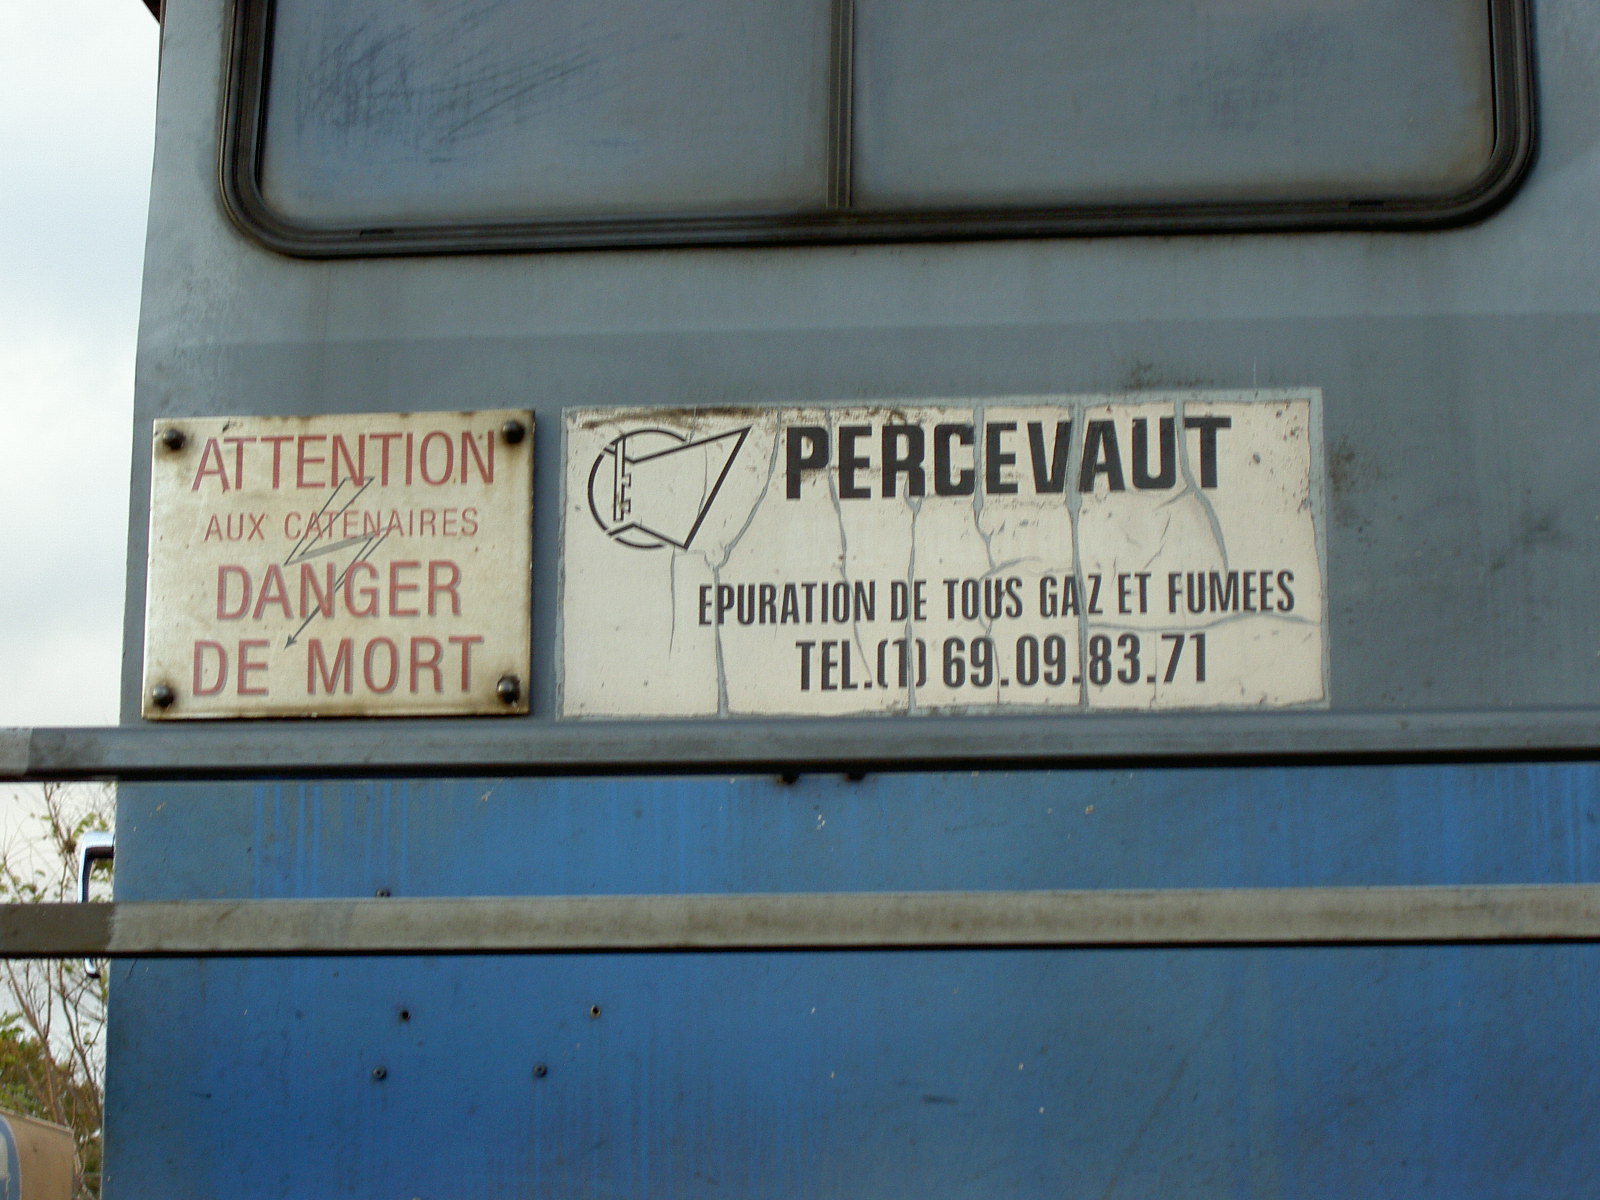 ATTENTION
AUX CATENAIRES
DANGER
DE MORT
PERCEVAUT
EPURATION DE TOUS GAZ ET FUMEES
TEL.(1) 69.09.83.71